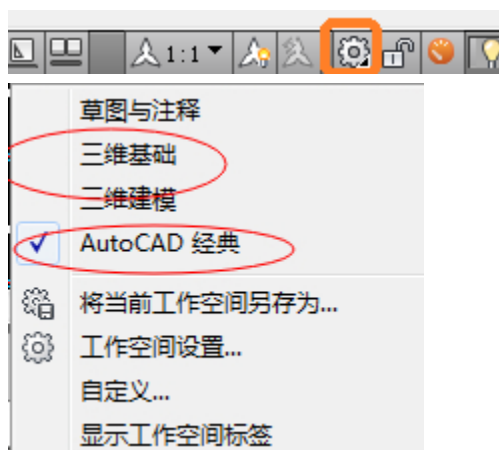 1:1
草图与注释
三维基础
三维建模
AutoCAD 经典
将当前工作空间另存为...
工作空间设置...
自定义...
显示工作空间标签